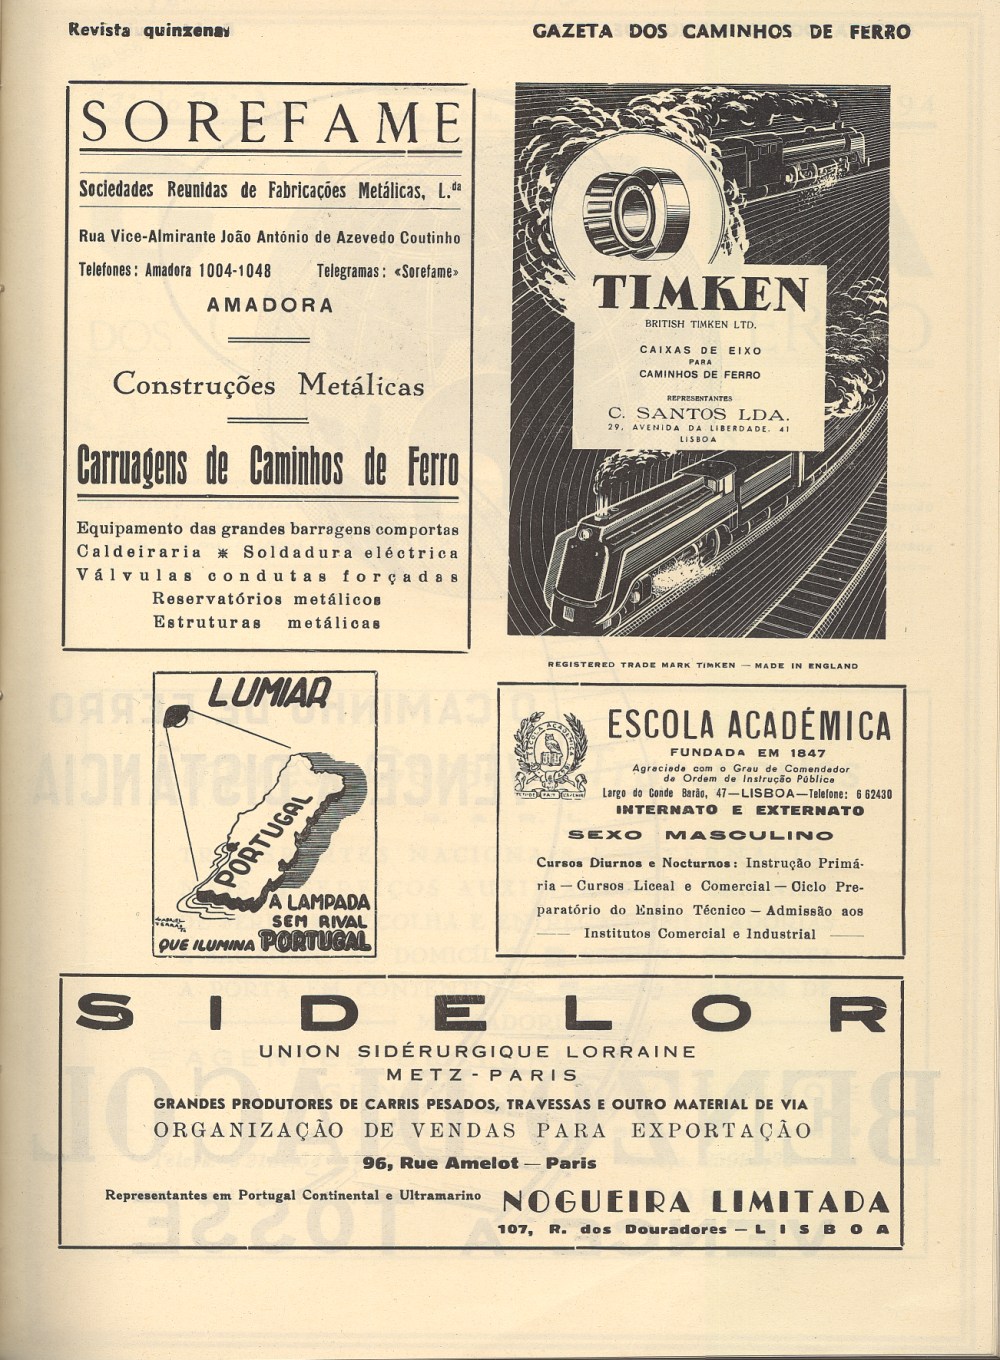 Revista quinzenal
GAZETA DOS CAMINHOS DE FERRO
SOREFAME
Sociedades Reunidas de Fabricações Metálicas, L.da
Rua Vice-Almirante João António de Azevedo Coutinho
Telefones: Amadora 1004-1048 Telegramas: «Sorefame»
AMADORA
Construções Metálicas
Carruagens de Caminhos de Ferro
Equipamento das grandes barragens comportas
Caldeiraria ✳ Soldadura eléctrica
Válvulas condutas forçadas
Reservatórios metálicos
Estruturas metálicas
TIMKEN
BRITISH TIMKEN LTD.
CAIXAS DE EIXO
PARA
CAMINHOS DE FERRO
REPRESENTANTES
C. SANTOS LDA.
29, AVENIDA DA LIBERDADE, 41
LISBOA
REGISTERED TRADE MARK TIMKEN — MADE IN ENGLAND
LUMIAR
PORTUGAL
A LAMPADA
SEM RIVAL
QUE ILUMINA PORTUGAL
ESCOLA ACADÉMICA
ESCOLA ACADÉMICA
FUNDADA EM 1847
Agraciada com o Grau de Comendador
da Ordem de Instrução Pública
Largo do Conde Barão, 47—LISBOA—Telefone: 6 62430
INTERNATO E EXTERNATO
SEXO MASCULINO
Cursos Diurnos e Nocturnos: Instrução Primá-
ria — Cursos Liceal e Comercial — Ciclo Pre-
paratório do Ensino Técnico — Admissão aos
Institutos Comercial e Industrial
SIDELOR
UNION SIDÉRURGIQUE LORRAINE
METZ - PARIS
GRANDES PRODUTORES DE CARRIS PESADOS, TRAVESSAS E OUTRO MATERIAL DE VIA
ORGANIZAÇÃO DE VENDAS PARA EXPORTAÇÃO
96, Rue Amelot — Paris
Representantes em Portugal Continental e Ultramarino NOGUEIRA LIMITADA
107, R. dos Douradores — LISBOA